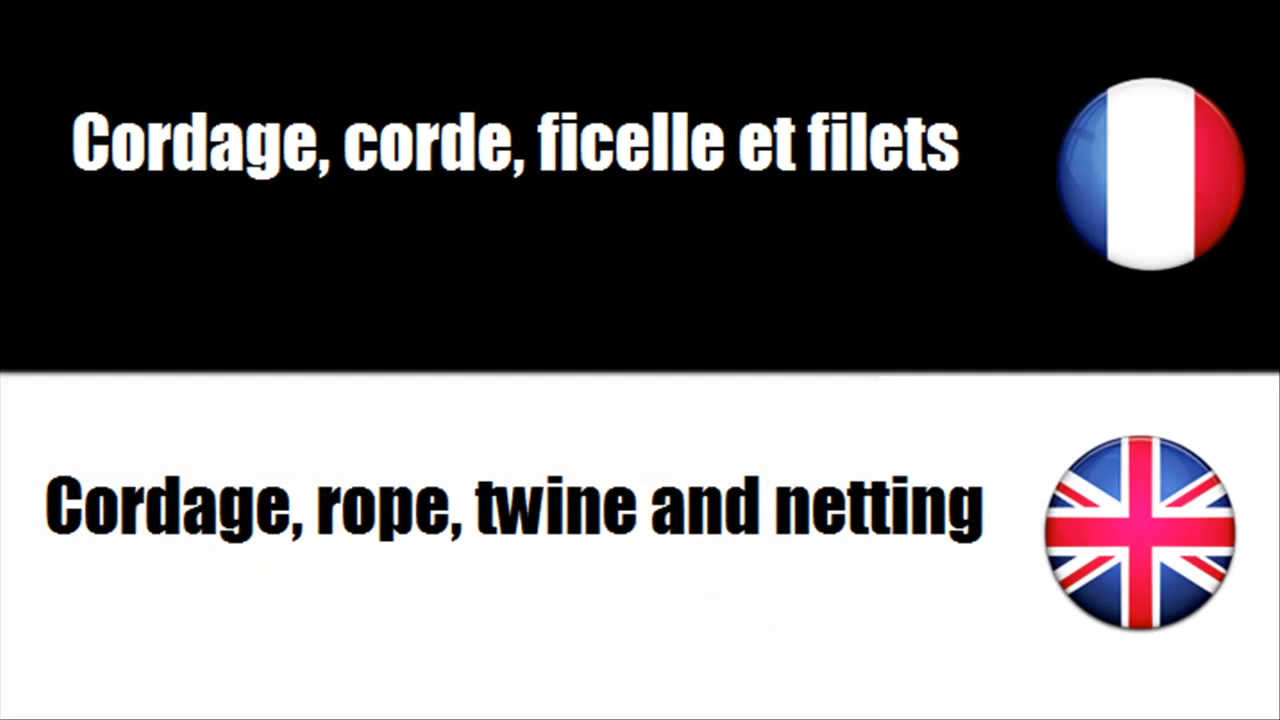 Cordage, corde, ficelle et filets
Cordage, rope, twine and netting